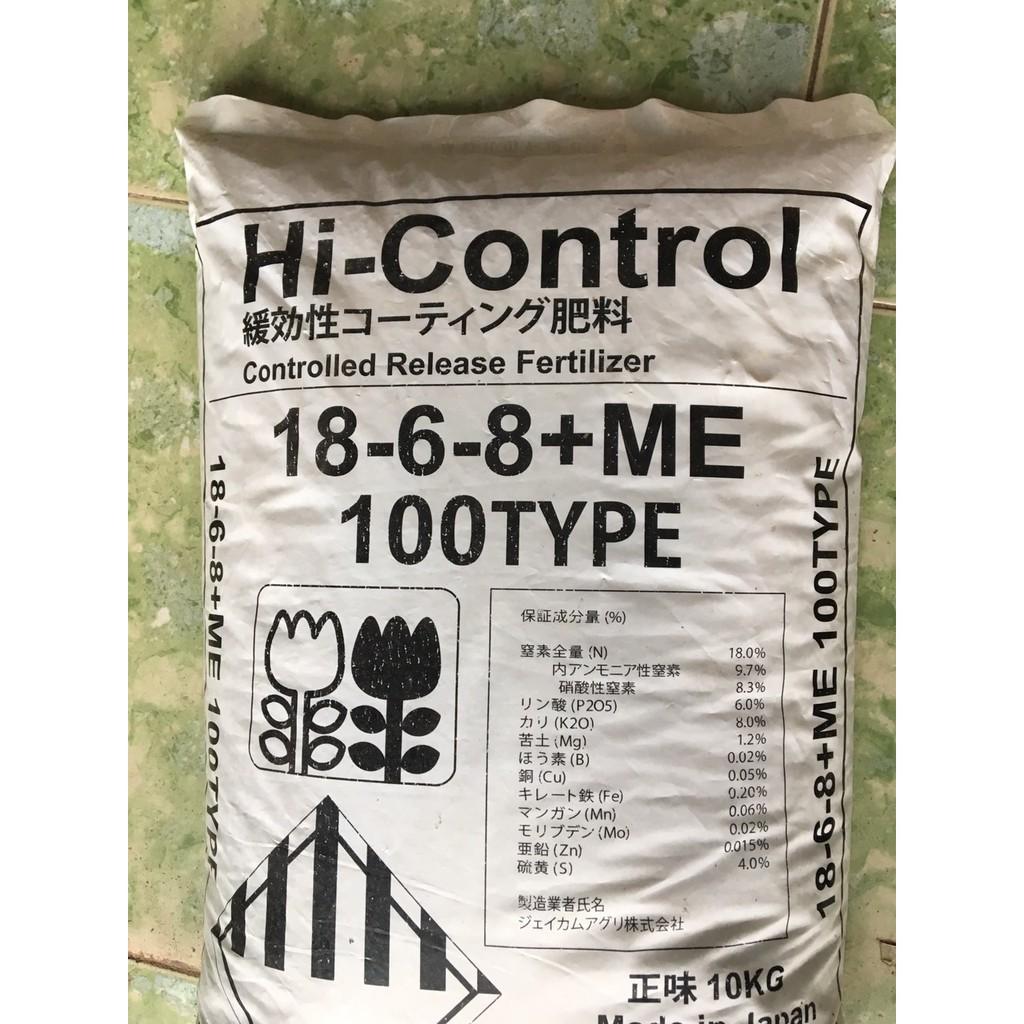 Hi-Control
緩効性コーティング肥料
Controlled Release Fertilizer
18-6-8+ME
100TYPE
18-6-8+ME 100TYPE
18-6-8+ME 100TYPE
保証成分量 (%)
窒素全量 (N) 18.0%
内アンモニア性窒素 9.7%
硝酸性窒素 8.3%
リン酸 (P2O5) 6.0%
カリ (K2O) 8.0%
苦土 (Mg) 1.2%
ほう素 (B) 0.02%
銅 (Cu) 0.05%
キレート鉄 (Fe) 0.20%
マンガン (Mn) 0.06%
モリブデン (Mo) 0.02%
亜鉛 (Zn) 0.015%
硫黄 (S) 4.0%
製造業者氏名
ジェイカムアグリ株式会社
正味 10KG
Made in Japan